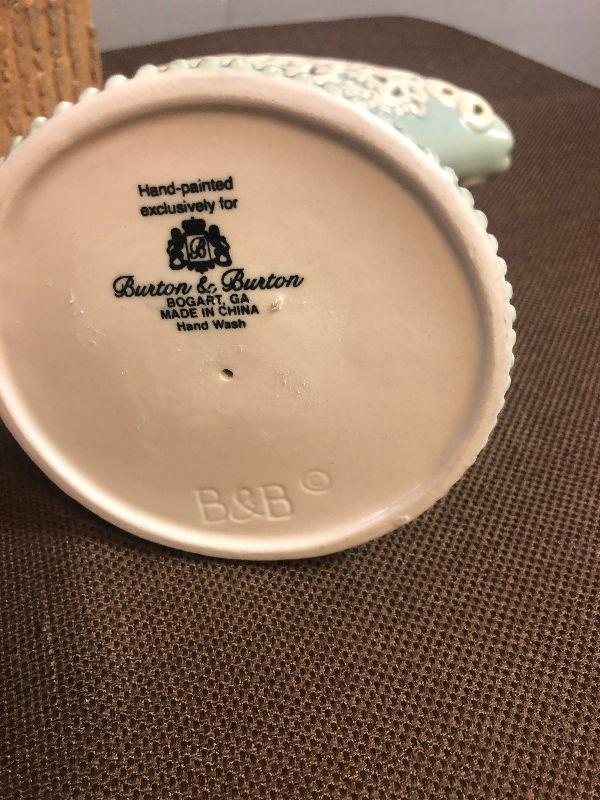 Hand-painted
exclusively for
B
Burton & Burton
BOGART, GA
MADE IN CHINA
Hand Wash
B&B ©